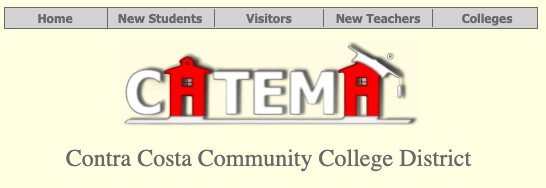 Home New Students Visitors New Teachers Colleges
CATEMA®
Contra Costa Community College District